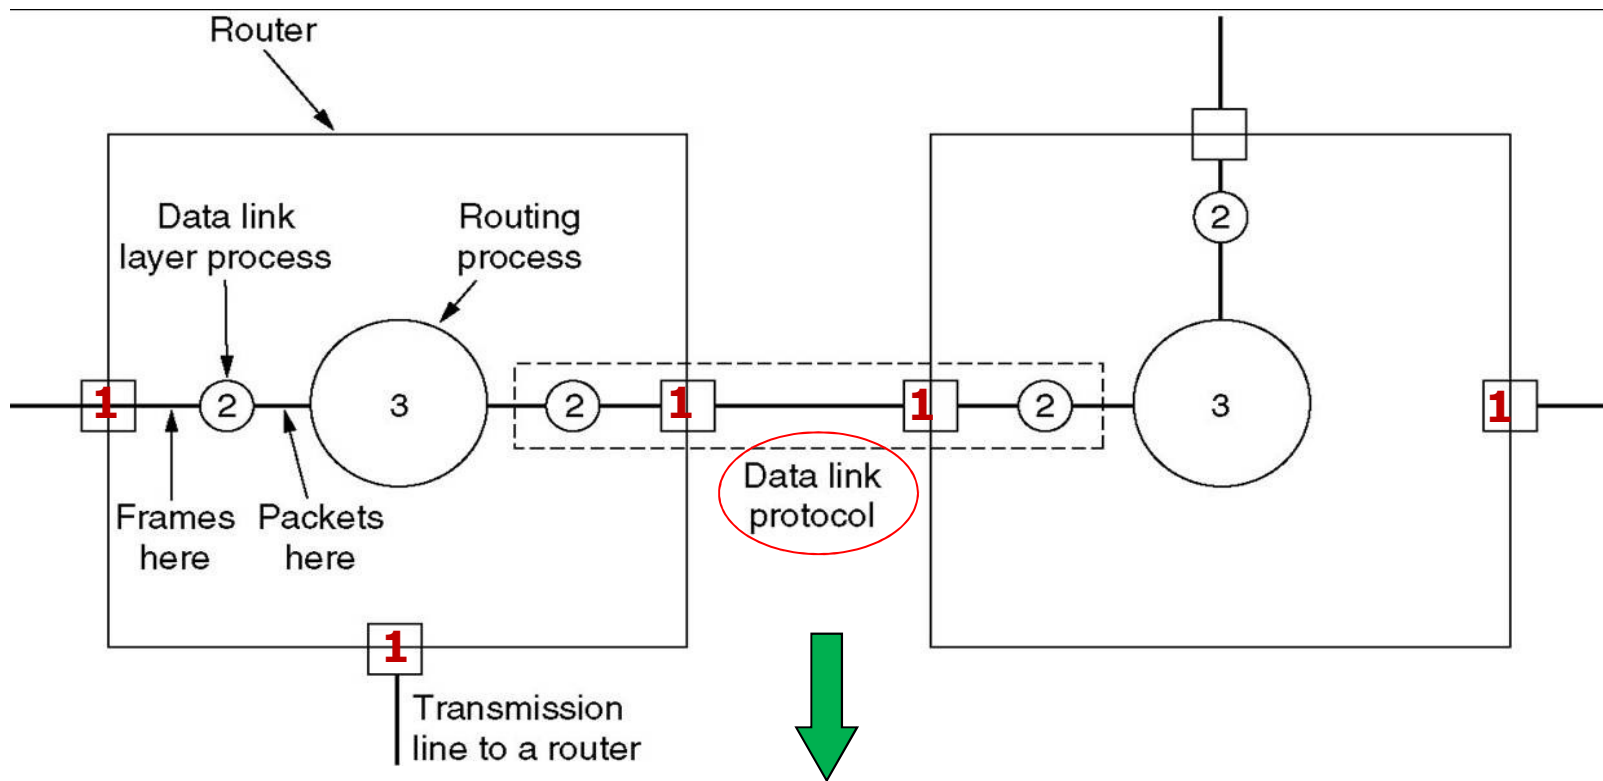 Router
2
Data link
layer process
Routing
process
1
2
3
2
1
1
2
3
1
Frames
here
Packets
here
Data link
protocol
1
Transmission
line to a router